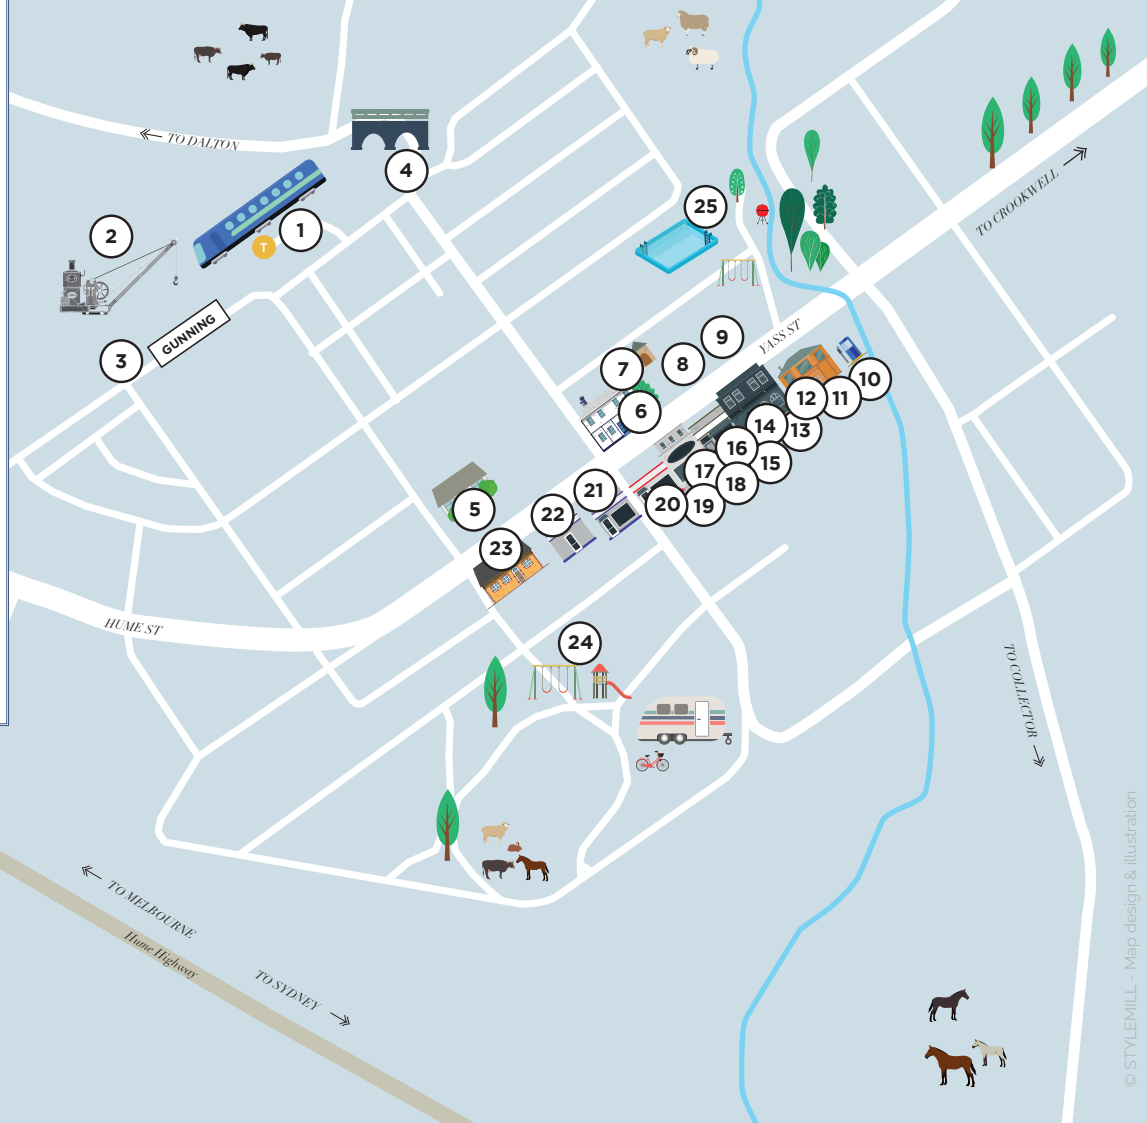 TO DALTON
4
25
1
2
T
TO CROOKWELL
GUNNING
3
YASS ST
9
7
8
10
6
12
11
14
13
16
15
17
18
21
20
19
5
22
23
HUME ST
24
TO COLLECTOR
TO MELBOURNE
Hume Highway
TO SYDNEY
© STYLEMILL - Map design & illustration